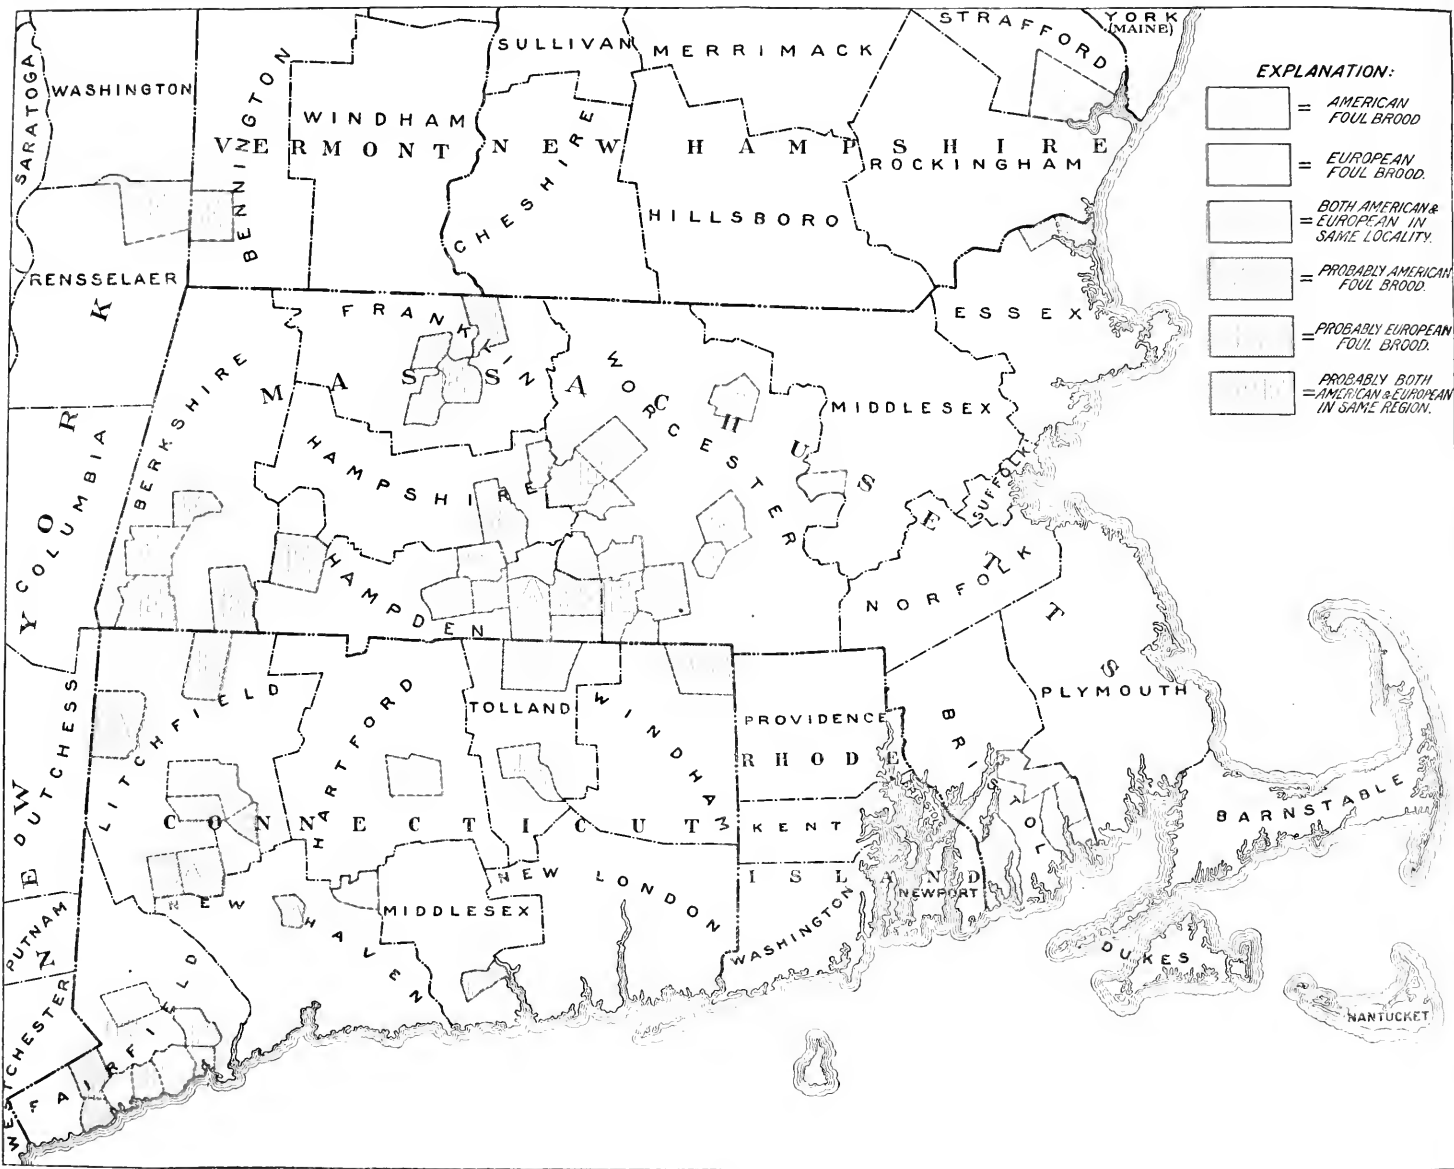 STRAFFORD
YORK
(MAINE)
SULLIVAN
MERRIMACK
SARATOGA
WASHINGTON
BENNINGTON
WINDHAM
VERMONT
NEW HAMPSHIRE
CHESHIRE
ROCKINGHAM
HILLSBORO
RENSSELAER
EXPLANATION:
= AMERICAN
FOUL BROOD
= EUROPEAN
FOUL BROOD.
BOTH AMERICAN &
= EUROPEAN IN
SAME LOCALITY.
= PROBABLY AMERICAN
FOUL BROOD.
= PROBABLY EUROPEAN
FOUL BROOD.
PROBABLY BOTH
= AMERICAN & EUROPEAN
IN SAME REGION.
FRANKLIN
ESSEX
BERKSHIRE
MASSACHUSETTS
WORCESTER
MIDDLESEX
HAMPSHIRE
SUFFOLK
COLUMBIA
HAMPDEN
NORFOLK
NEW YORK
PLYMOUTH
LITCHFIELD
HARTFORD
TOLLAND
WINDHAM
PROVIDENCE
BRISTOL
DUTCHESS
RHODE
BARNSTABLE
CONNECTICUT
KENT
NEW LONDON
ISLAND
NEWPORT
PUTNAM
NEW HAVEN
MIDDLESEX
WASHINGTON
DUKES
NANTUCKET
WESTCHESTER
FAIRFIELD